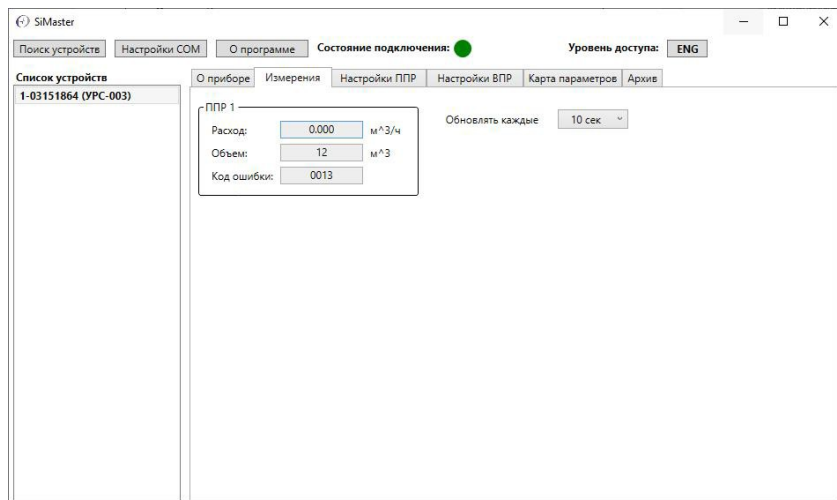 SiMaster
Поиск устройств Настройки COM О программе Состояние подключения: Уровень доступа: ENG
Список устройств
1-03151864 (УРС-003)
О приборе Измерения Настройки ППР Настройки ВПР Карта параметров Архив
ППР 1
Расход: 0.000 м^3/ч
Объем: 12 м^3
Код ошибки: 0013
Обновлять каждые 10 сек